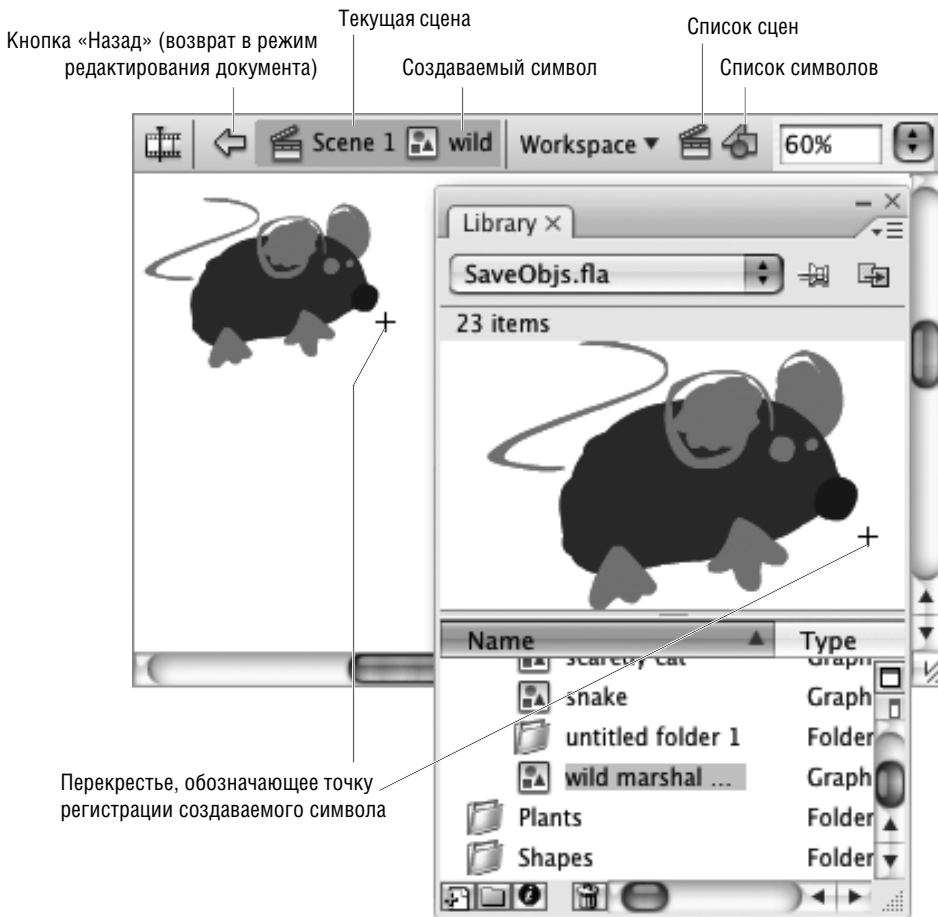 Текущая сцена
Кнопка «Назад» (возврат в режим
редактирования документа)
Создаваемый символ
Список сцен
Список символов
Scene 1 wild Workspace 60%
Library
SaveObjs.fla
23 items
Name Type
snake Graph
untitled folder 1 Folder
wild marshal ... Graph
Plants Folder
Shapes Folder
Перекрестье, обозначающее точку
регистрации создаваемого символа